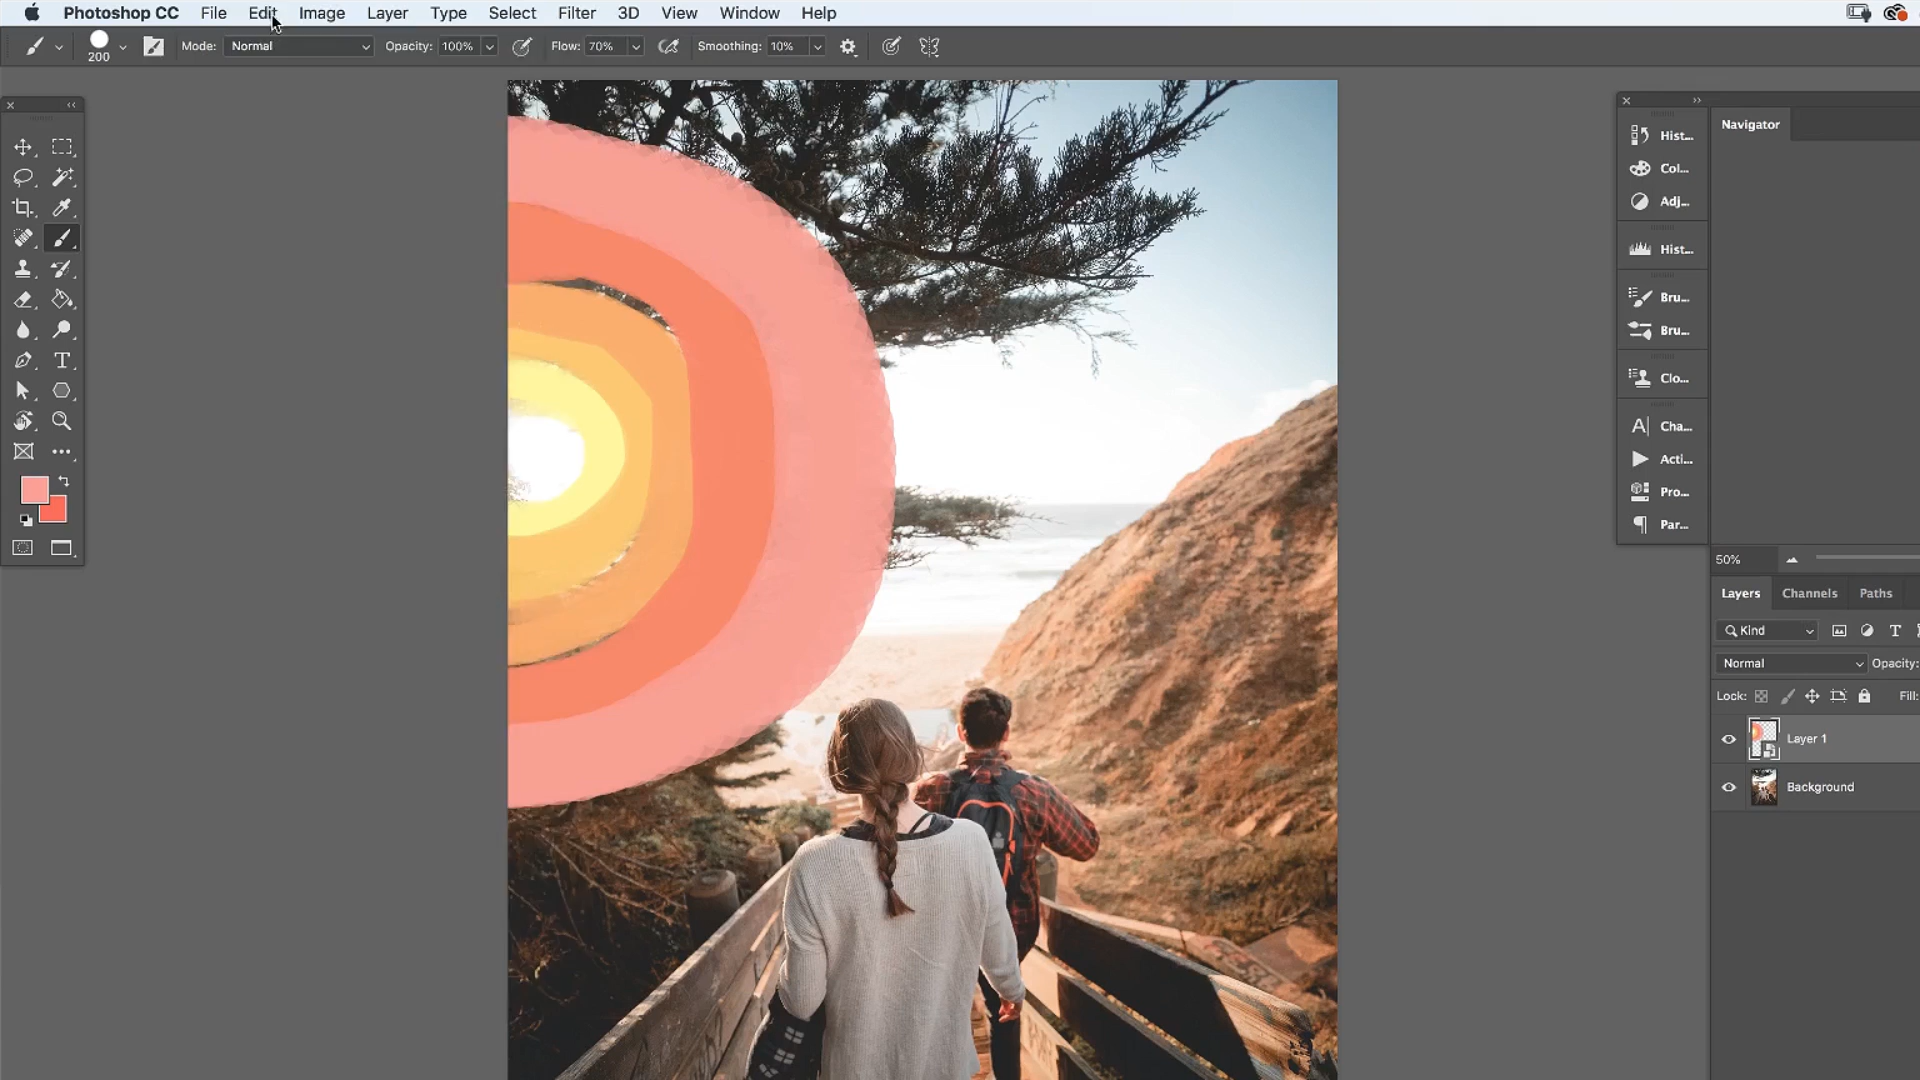 Photoshop CC File Edit Image Layer Type Select Filter 3D View Window Help
200 Mode: Normal Opacity: 100% Flow: 70% Smoothing: 10%
Hist...
Col...
Adj...
Hist...
Bru...
Bru...
Clo...
Cha...
Acti...
Pro...
Par...
Navigator
50%
Layers Channels Paths
Kind
Normal Opacity:
Lock: Fill:
Layer 1
Background